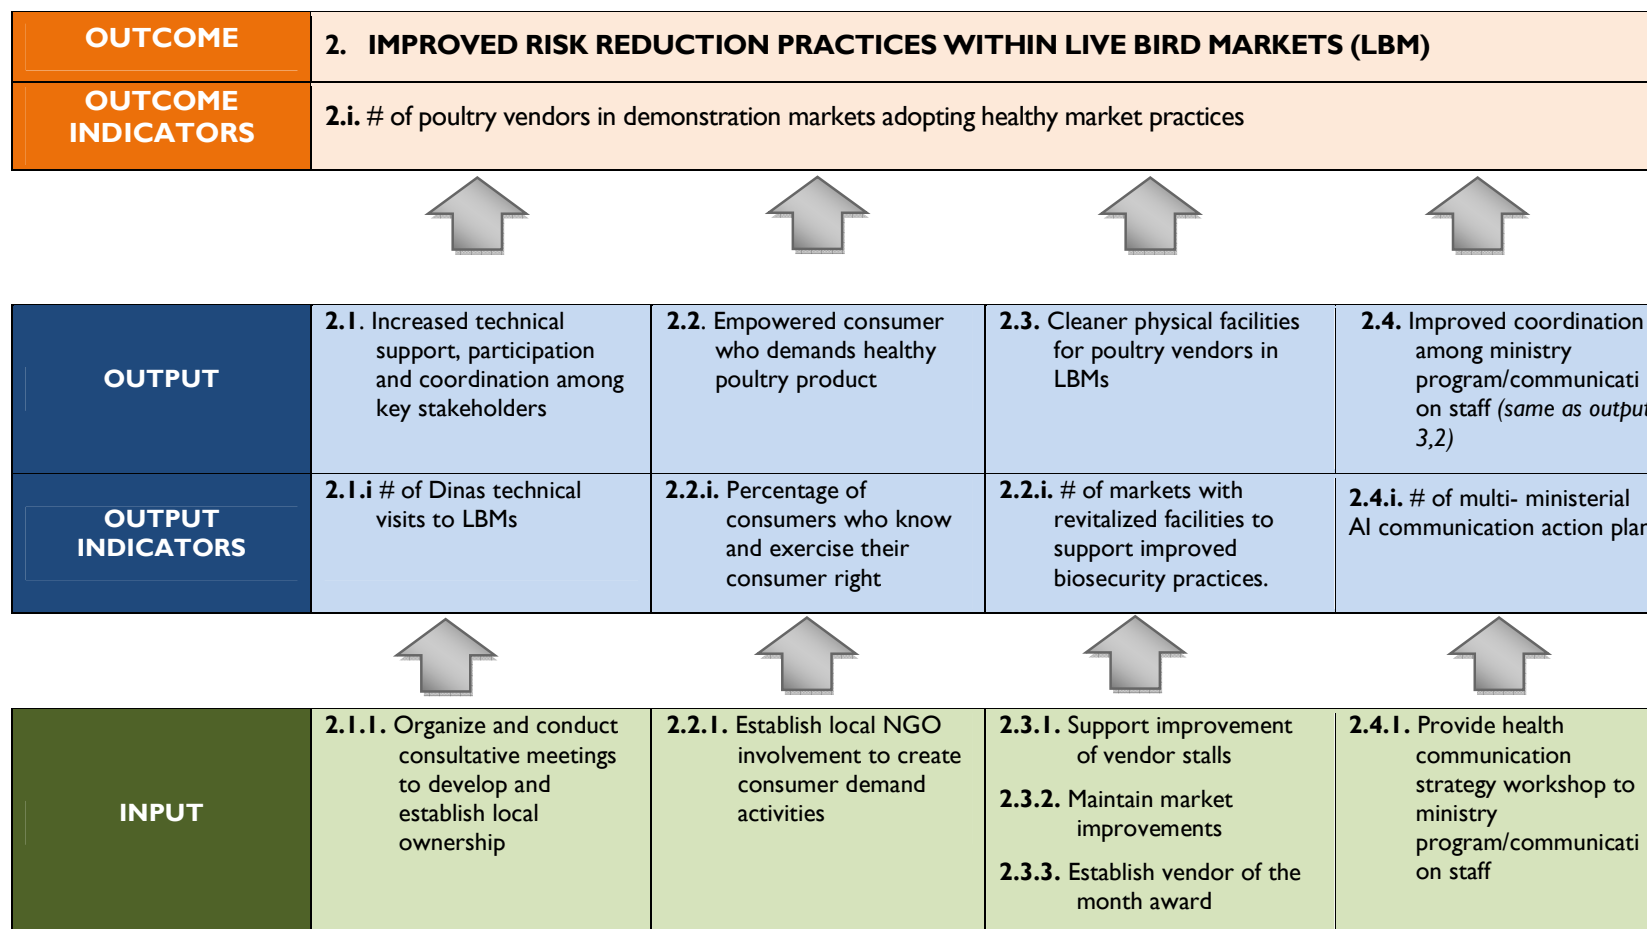 OUTCOME
2. IMPROVED RISK REDUCTION PRACTICES WITHIN LIVE BIRD MARKETS (LBM)
OUTCOME
INDICATORS
2.i. # of poultry vendors in demonstration markets adopting healthy market practices
OUTPUT
2.1. Increased technical
support, participation
and coordination among
key stakeholders
2.2. Empowered consumer
who demands healthy
poultry product
2.3. Cleaner physical facilities
for poultry vendors in
LBMs
2.4. Improved coordination
among ministry
program/communicati
on staff (same as output
3,2)
OUTPUT
INDICATORS
2.1.i # of Dinas technical
visits to LBMs
2.2.i. Percentage of
consumers who know
and exercise their
consumer right
2.2.i. # of markets with
revitalized facilities to
support improved
biosecurity practices.
2.4.i. # of multi- ministerial
AI communication action plan
INPUT
2.1.1. Organize and conduct
consultative meetings
to develop and
establish local
ownership
2.2.1. Establish local NGO
involvement to create
consumer demand
activities
2.3.1. Support improvement
of vendor stalls
2.3.2. Maintain market
improvements
2.3.3. Establish vendor of the
month award
2.4.1. Provide health
communication
strategy workshop to
ministry
program/communicati
on staff